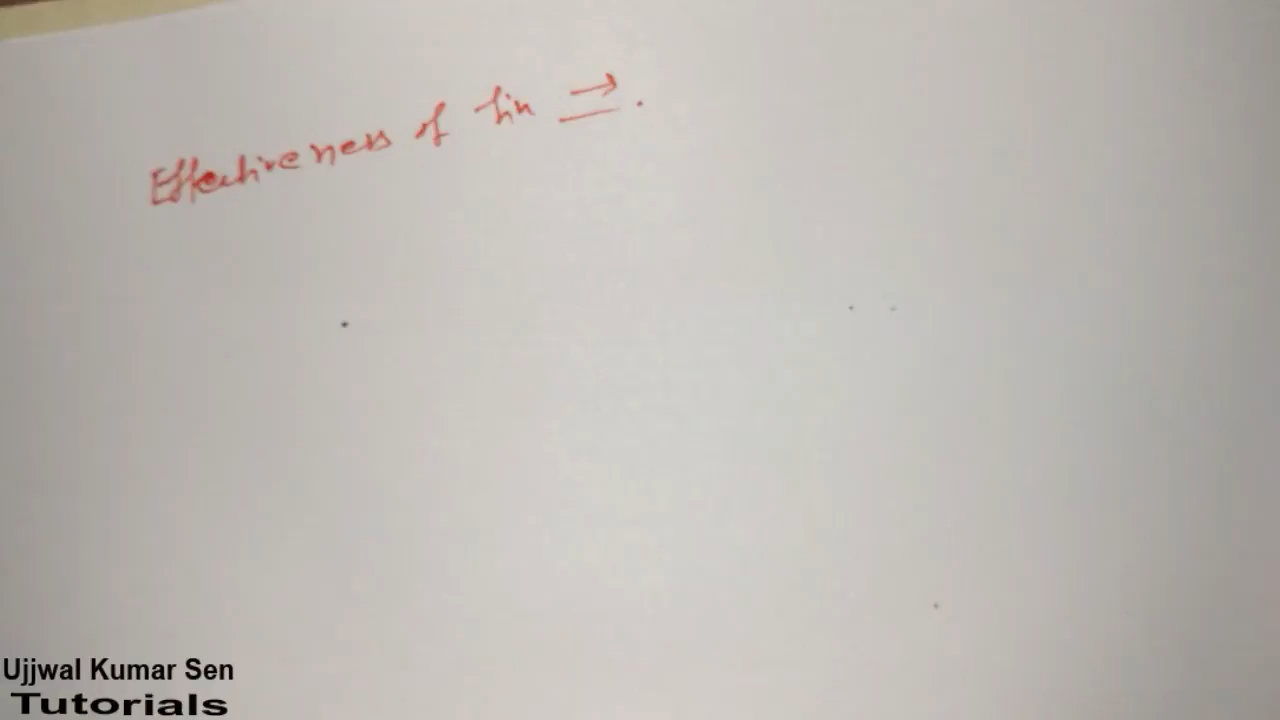 Effectiveness of fin →.
Ujjwal Kumar Sen
Tutorials